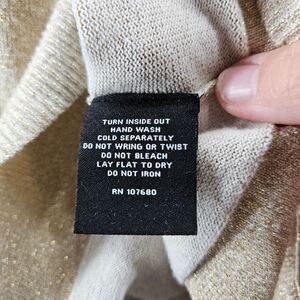 TURN INSIDE OUT
HAND WASH
COLD SEPARATELY
DO NOT WRING OR TWIST
DO NOT BLEACH
LAY FLAT TO DRY
DO NOT IRON
RN 107680